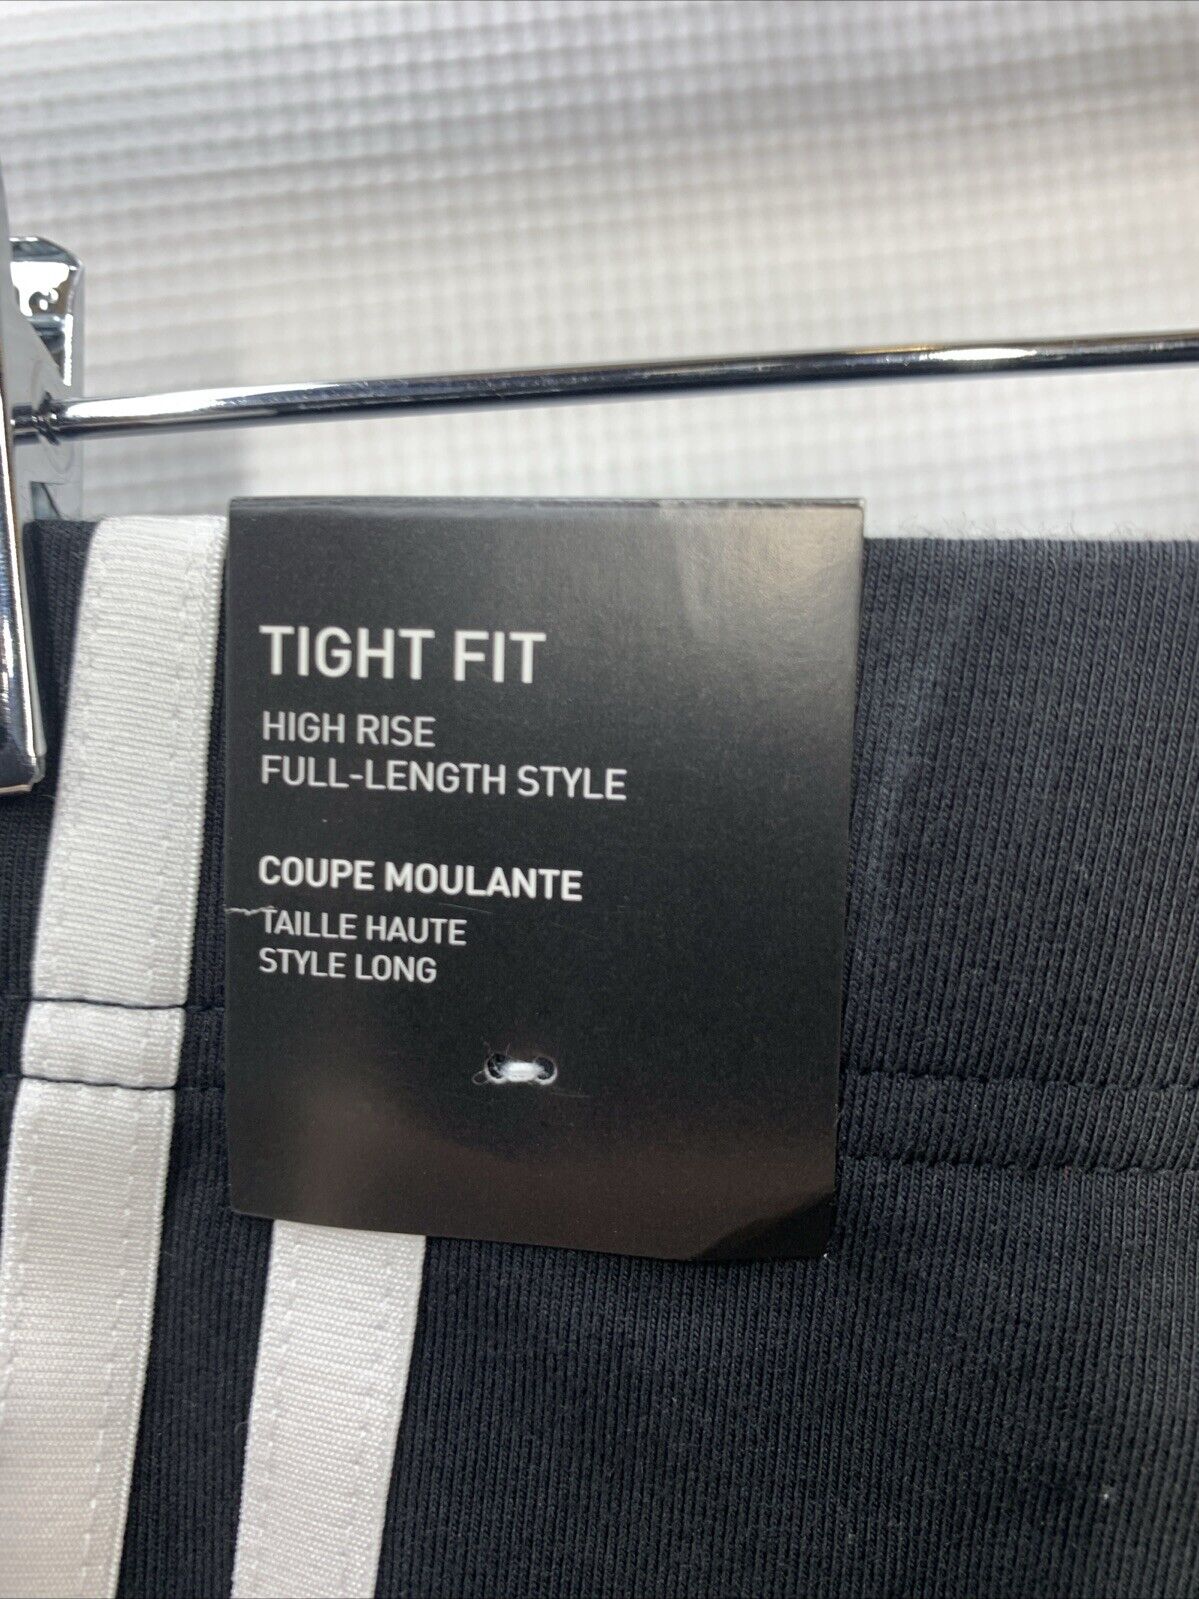 TIGHT FIT
HIGH RISE
FULL-LENGTH STYLE
COUPE MOULANTE
TAILLE HAUTE
STYLE LONG